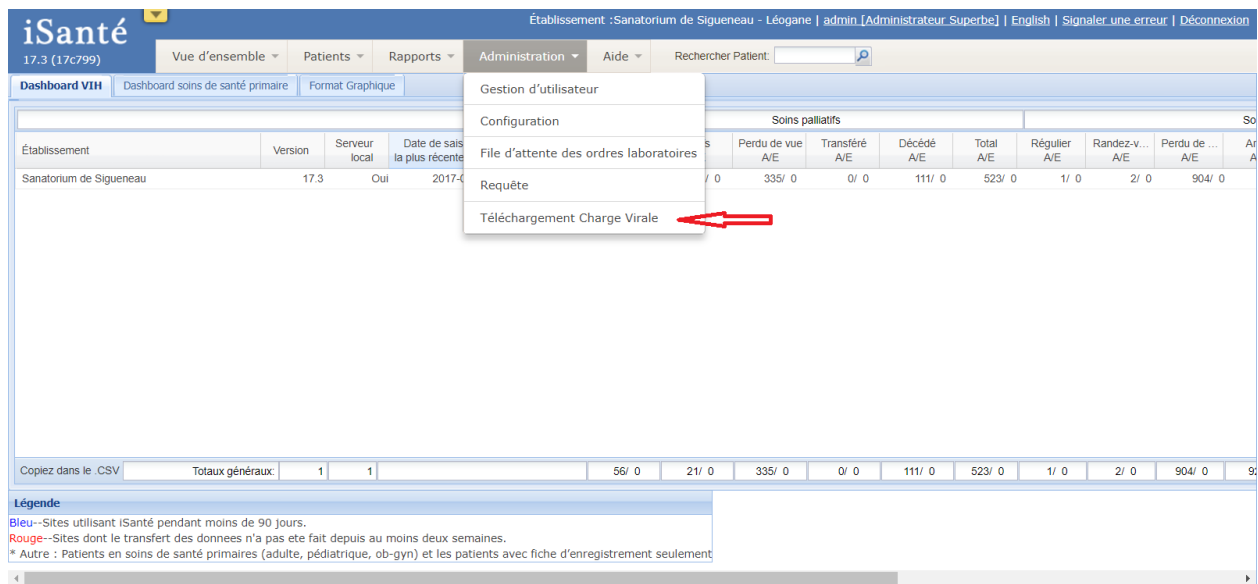 iSanté
17.3 (17c799)
Établissement :Sanatorium de Sigueneau - Léogane | admin [Administrateur Superbe] | English | Signaler une erreur | Déconnexion
Vue d'ensemble Patients Rapports Administration Aide Rechercher Patient:
Dashboard VIH Dashboard soins de santé primaire Format Graphique
Gestion d'utilisateur
Configuration
File d'attente des ordres laboratoires
Requête
Téléchargement Charge Virale
Soins palliatifs
Établissement Version Serveur local Date de sais la plus récente Perdu de vue A/E Transféré A/E Décédé A/E Total A/E Régulier A/E Randez-v... A/E Perdu de ... A/E
Sanatorium de Sigueneau 17.3 Oui 2017-0 / 0 335/ 0 0/ 0 111/ 0 523/ 0 1/ 0 2/ 0 904/ 0
Copiez dans le .CSV Totaux généraux: 1 1 56/ 0 21/ 0 335/ 0 0/ 0 111/ 0 523/ 0 1/ 0 2/ 0 904/ 0
Légende
Bleu--Sites utilisant iSanté pendant moins de 90 jours.
Rouge--Sites dont le transfert des donnees n'a pas ete fait depuis au moins deux semaines.
* Autre : Patients en soins de santé primaires (adulte, pédiatrique, ob-gyn) et les patients avec fiche d'enregistrement seulement